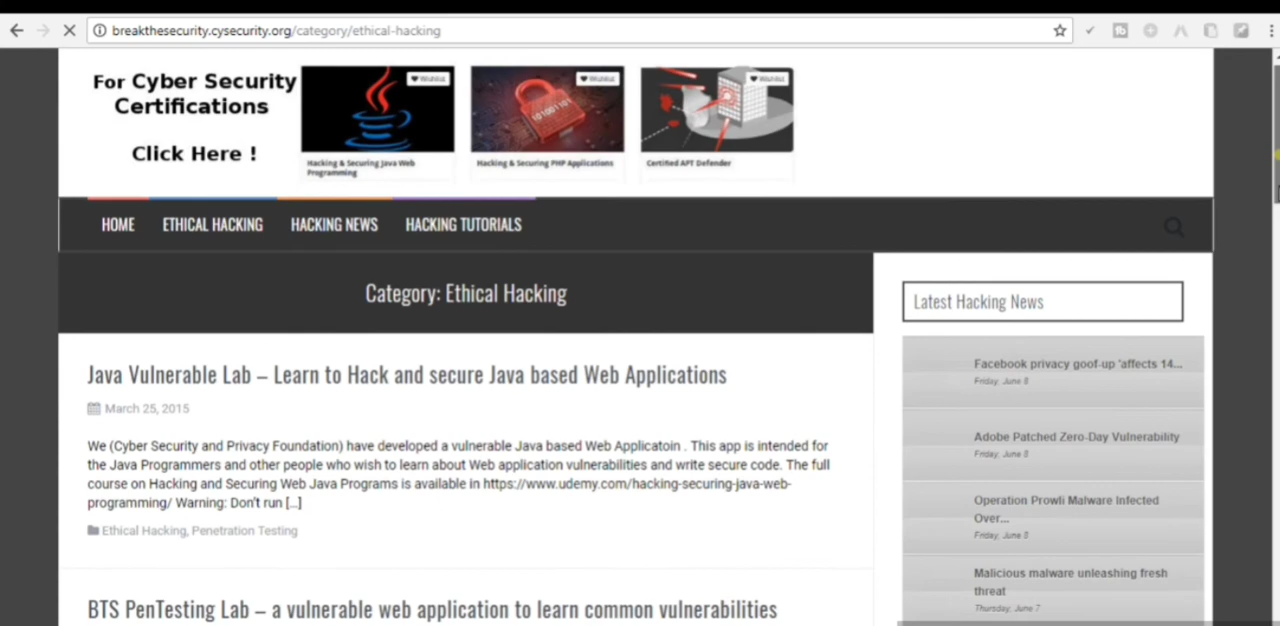 breakthesecurity.cysecurity.org/category/ethical-hacking
For Cyber Security
Certifications
Click Here !
Wishlist
Wishlist
Wishlist
101001101
Hacking & Securing Java Web
Programming
Hacking & Securing PHP Applications
Certified APT Defender
HOME
ETHICAL HACKING
HACKING NEWS
HACKING TUTORIALS
Category: Ethical Hacking
Java Vulnerable Lab – Learn to Hack and secure Java based Web Applications
March 25, 2015
We (Cyber Security and Privacy Foundation) have developed a vulnerable Java based Web Applicatoin . This app is intended for
the Java Programmers and other people who wish to learn about Web application vulnerabilities and write secure code. The full
course on Hacking and Securing Web Java Programs is available in https://www.udemy.com/hacking-securing-java-web-
programming/ Warning: Don't run [...]
Ethical Hacking, Penetration Testing
BTS PenTesting Lab – a vulnerable web application to learn common vulnerabilities
Latest Hacking News
Facebook privacy goof-up 'affects 14...
Friday, June 8
Adobe Patched Zero-Day Vulnerability
Friday, June 8
Operation Prowli Malware Infected
Over...
Friday, June 8
Malicious malware unleashing fresh
threat
Thursday, June 7